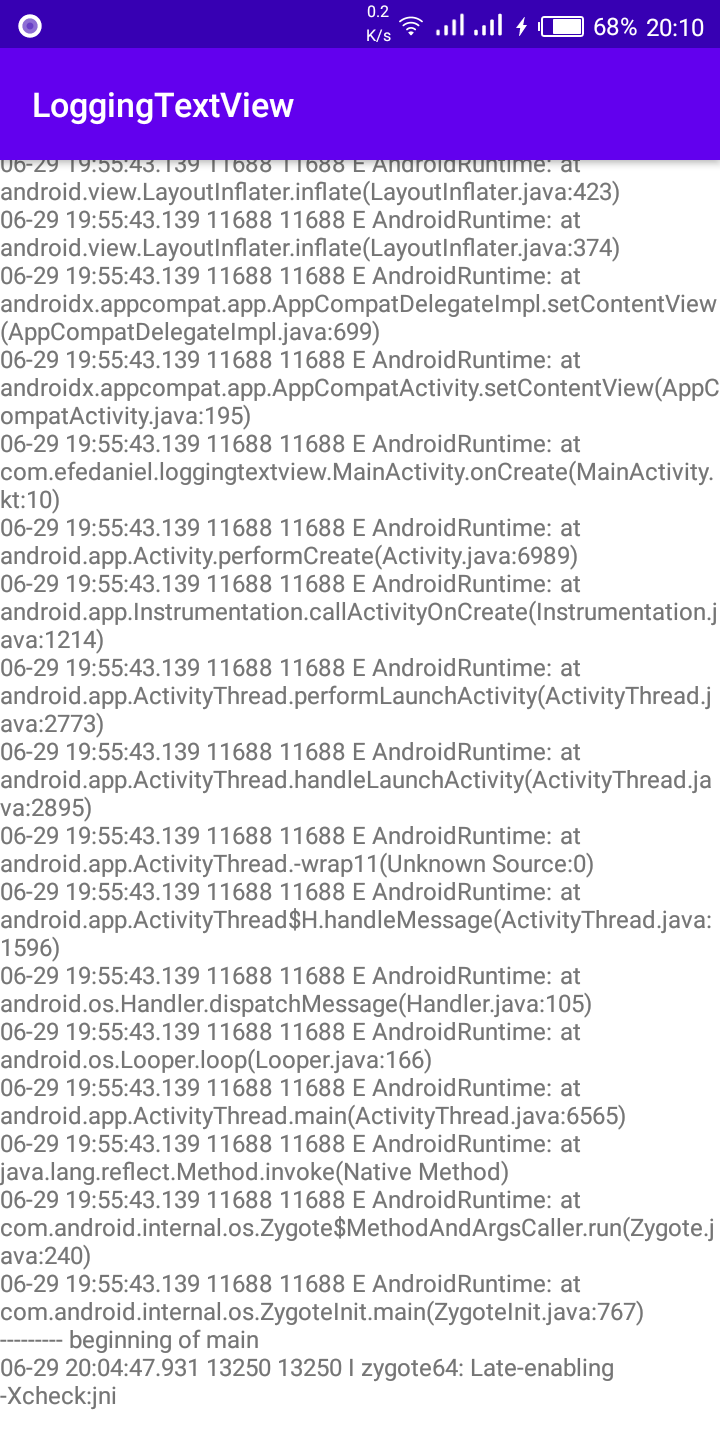 0.2
K/s
68% 20:10
LoggingTextView
06-29 19:55:43.139 11688 11688 E AndroidRuntime: at
android.view.LayoutInflater.inflate(LayoutInflater.java:423)
06-29 19:55:43.139 11688 11688 E AndroidRuntime: at
android.view.LayoutInflater.inflate(LayoutInflater.java:374)
06-29 19:55:43.139 11688 11688 E AndroidRuntime: at
androidx.appcompat.app.AppCompatDelegateImpl.setContentView
(AppCompatDelegateImpl.java:699)
06-29 19:55:43.139 11688 11688 E AndroidRuntime: at
androidx.appcompat.app.AppCompatActivity.setContentView(AppC
ompatActivity.java:195)
06-29 19:55:43.139 11688 11688 E AndroidRuntime: at
com.efedaniel.loggingtextview.MainActivity.onCreate(MainActivity.
kt:10)
06-29 19:55:43.139 11688 11688 E AndroidRuntime: at
android.app.Activity.performCreate(Activity.java:6989)
06-29 19:55:43.139 11688 11688 E AndroidRuntime: at
android.app.Instrumentation.callActivityOnCreate(Instrumentation.j
ava:1214)
06-29 19:55:43.139 11688 11688 E AndroidRuntime: at
android.app.ActivityThread.performLaunchActivity(ActivityThread.j
ava:2773)
06-29 19:55:43.139 11688 11688 E AndroidRuntime: at
android.app.ActivityThread.handleLaunchActivity(ActivityThread.ja
va:2895)
06-29 19:55:43.139 11688 11688 E AndroidRuntime: at
android.app.ActivityThread.-wrap11(Unknown Source:0)
06-29 19:55:43.139 11688 11688 E AndroidRuntime: at
android.app.ActivityThread$H.handleMessage(ActivityThread.java:
1596)
06-29 19:55:43.139 11688 11688 E AndroidRuntime: at
android.os.Handler.dispatchMessage(Handler.java:105)
06-29 19:55:43.139 11688 11688 E AndroidRuntime: at
android.os.Looper.loop(Looper.java:166)
06-29 19:55:43.139 11688 11688 E AndroidRuntime: at
android.app.ActivityThread.main(ActivityThread.java:6565)
06-29 19:55:43.139 11688 11688 E AndroidRuntime: at
java.lang.reflect.Method.invoke(Native Method)
06-29 19:55:43.139 11688 11688 E AndroidRuntime: at
com.android.internal.os.Zygote$MethodAndArgsCaller.run(Zygote.j
ava:240)
06-29 19:55:43.139 11688 11688 E AndroidRuntime: at
com.android.internal.os.ZygoteInit.main(ZygoteInit.java:767)
--------- beginning of main
06-29 20:04:47.931 13250 13250 I zygote64: Late-enabling
-Xcheck:jni